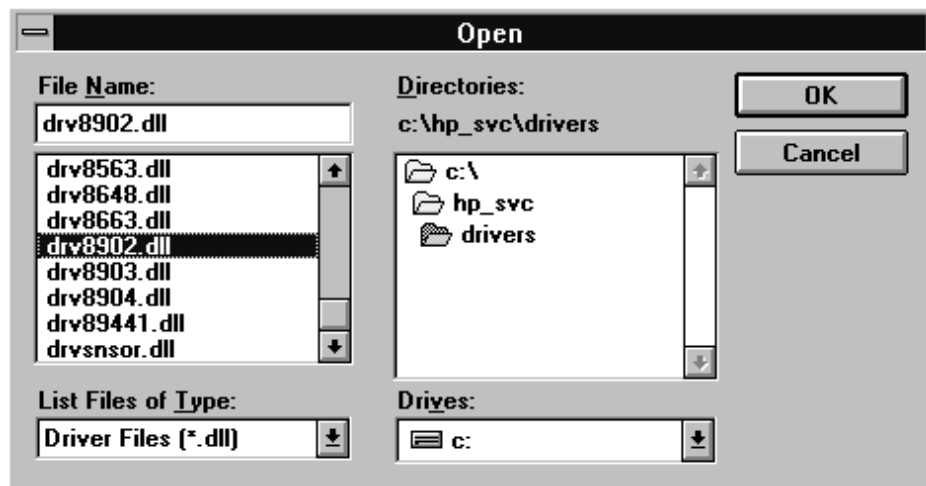 Open
File Name:
drv8902.dll
drv8563.dll
drv8648.dll
drv8663.dll
drv8902.dll
drv8903.dll
drv8904.dll
drv89441.dll
drvsnsor.dll
List Files of Type:
Driver Files (*.dll)
Directories:
c:\hp_svc\drivers
c:\
hp_svc
drivers
Drives:
c:
OK
Cancel